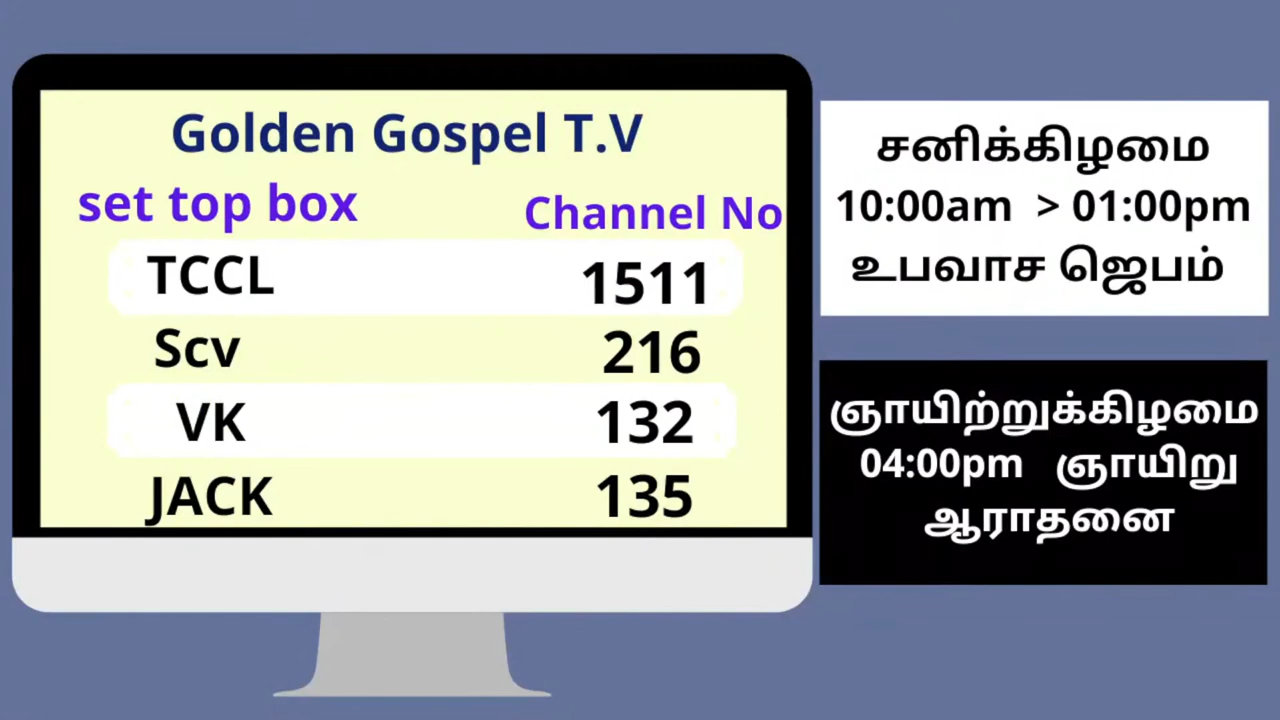 Golden Gospel T.V
set top box Channel No
TCCL 1511
Scv 216
VK 132
JACK 135
சனிக்கிழமை
10:00am > 01:00pm
உபவாச ஜெபம்
ஞாயிற்றுக்கிழமை
04:00pm ஞாயிறு
ஆராதனை